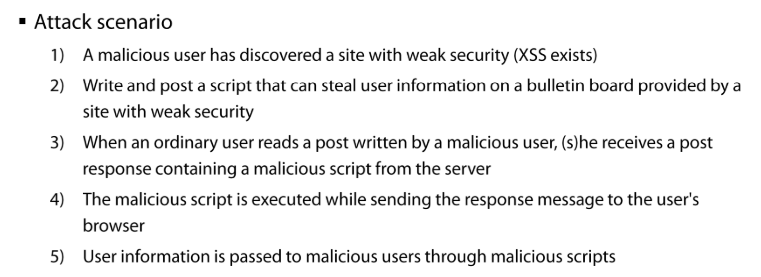 ▪ Attack scenario
1) A malicious user has discovered a site with weak security (XSS exists)
2) Write and post a script that can steal user information on a bulletin board provided by a
site with weak security
3) When an ordinary user reads a post written by a malicious user, (s)he receives a post
response containing a malicious script from the server
4) The malicious script is executed while sending the response message to the user's
browser
5) User information is passed to malicious users through malicious scripts